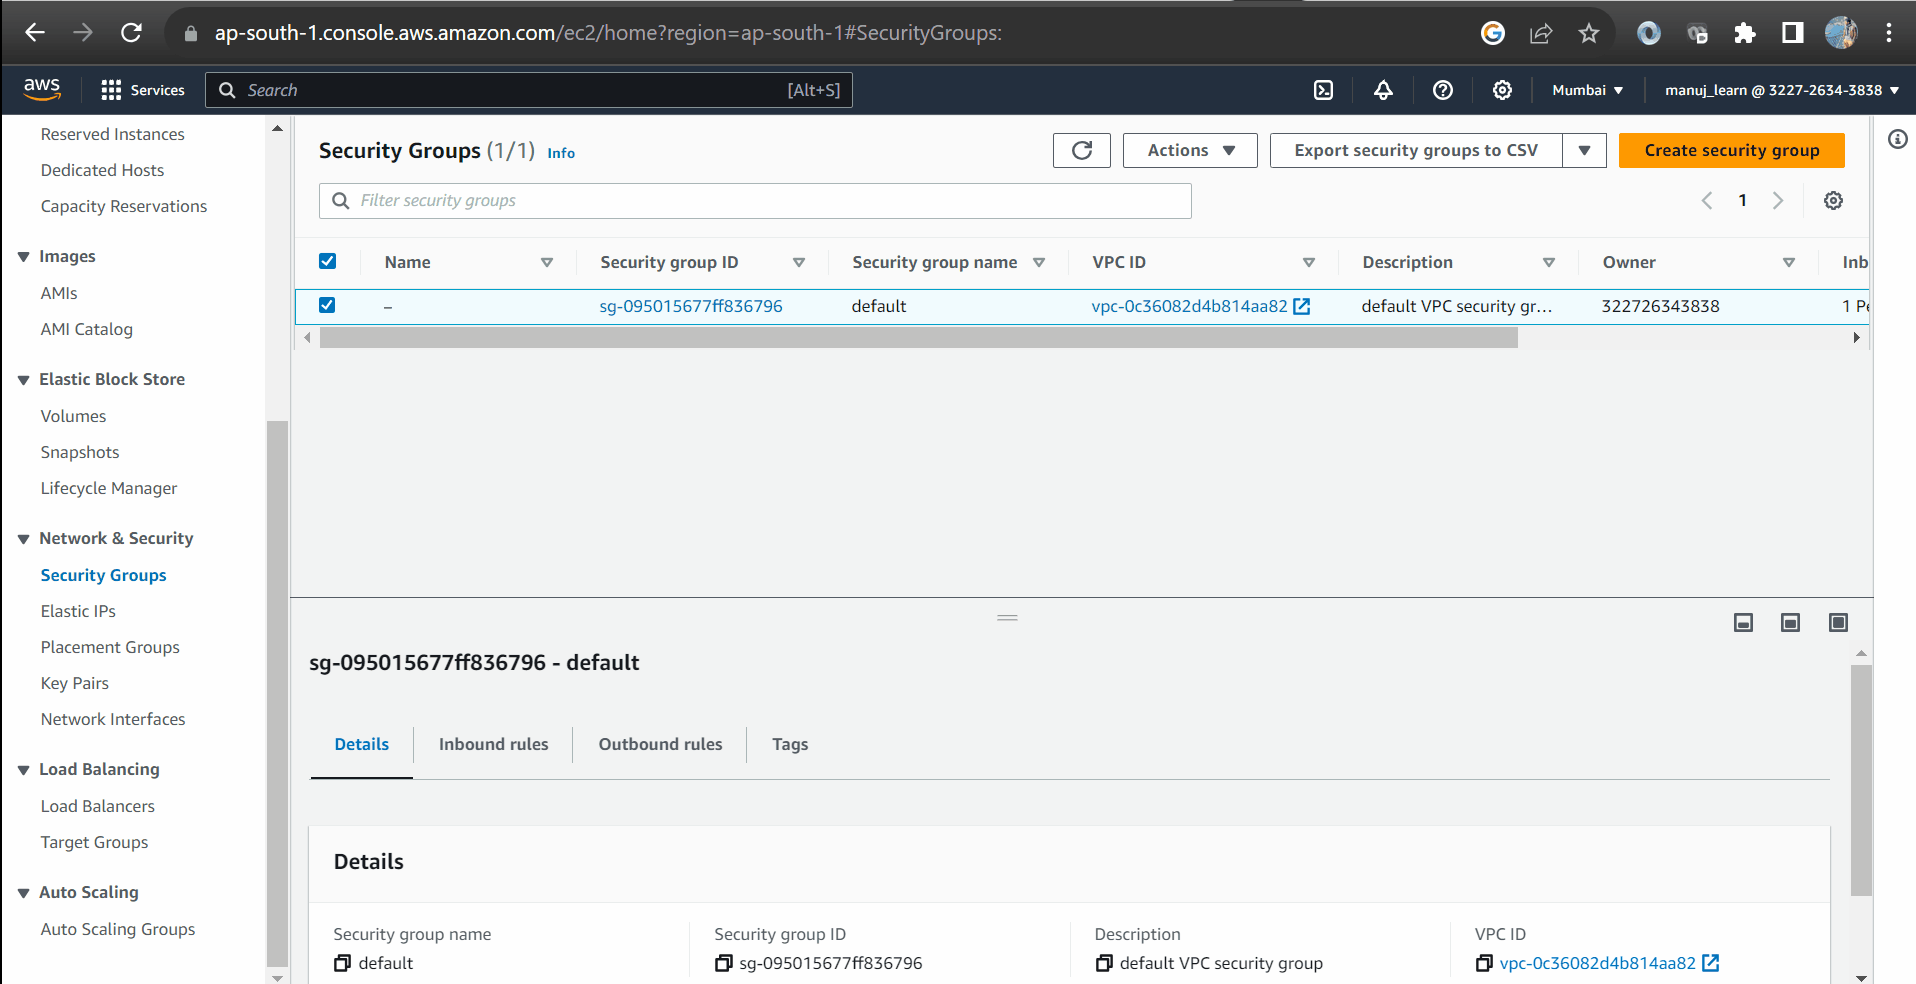 ap-south-1.console.aws.amazon.com/ec2/home?region=ap-south-1#SecurityGroups:
aws
Services
Search
[Alt+S]
Mumbai
manuj_learn @ 3227-2634-3838
Reserved Instances
Dedicated Hosts
Capacity Reservations
Images
AMIs
AMI Catalog
Elastic Block Store
Volumes
Snapshots
Lifecycle Manager
Network & Security
Security Groups
Elastic IPs
Placement Groups
Key Pairs
Network Interfaces
Load Balancing
Load Balancers
Target Groups
Auto Scaling
Auto Scaling Groups
Security Groups (1/1) Info
Actions
Export security groups to CSV
Create security group
Filter security groups
1
Name Security group ID Security group name VPC ID Description Owner Inb
– sg-095015677ff836796 default vpc-0c36082d4b814aa82 default VPC security gr... 322726343838 1 Pe
sg-095015677ff836796 - default
Details Inbound rules Outbound rules Tags
Details
Security group name
default
Security group ID
sg-095015677ff836796
Description
default VPC security group
VPC ID
vpc-0c36082d4b814aa82